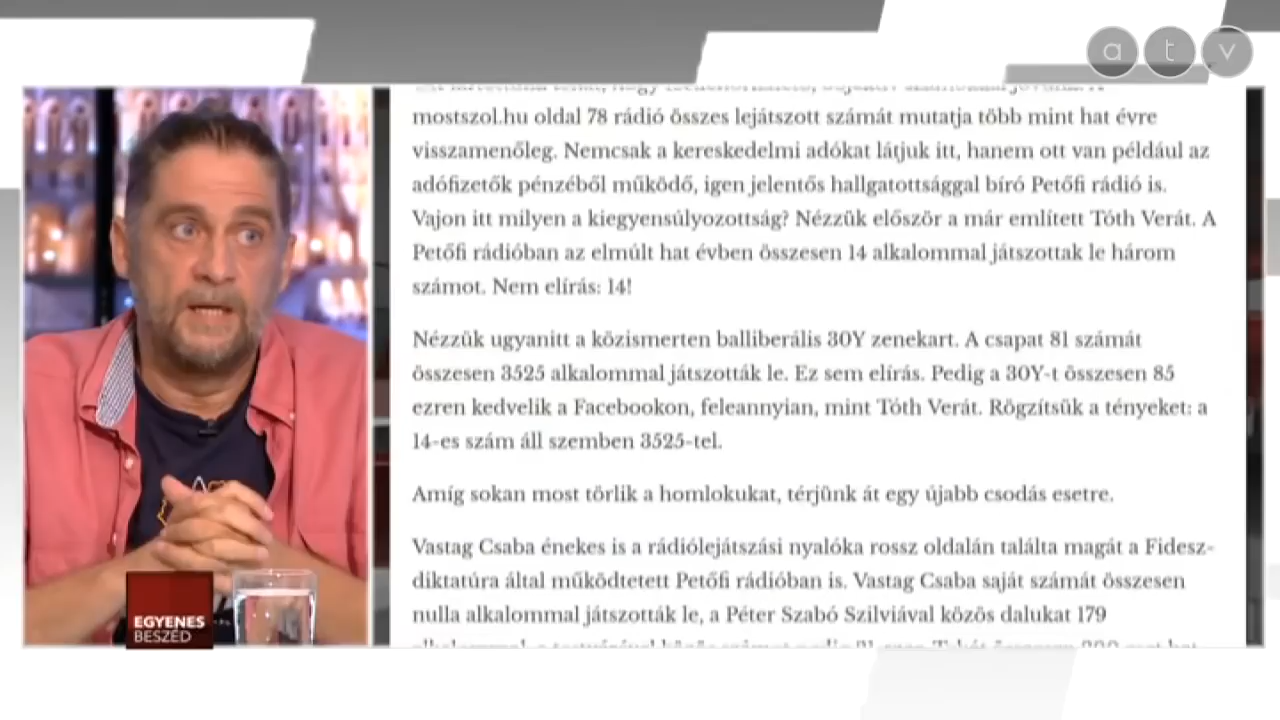 a t v
mostszol.hu oldal 78 rádió összes lejátszott számát mutatja több mint hat évre
visszamenőleg. Nemcsak a kereskedelmi adókat látjuk itt, hanem ott van például az
adófizetők pénzéből működő, igen jelentős hallgatottsággal bíró Petőfi rádió is.
Vajon itt milyen a kiegyensúlyozottság? Nézzük először a már említett Tóth Verát. A
Petőfi rádióban az elmúlt hat évben összesen 14 alkalommal játszottak le három
számot. Nem elírás: 14!
Nézzük ugyanitt a közismerten balliberális 30Y zenekart. A csapat 81 számát
összesen 3525 alkalommal játszották le. Ez sem elírás. Pedig a 30Y-t összesen 85
ezren kedvelik a Facebookon, feleannyian, mint Tóth Verát. Rögzítsük a tényeket: a
14-es szám áll szemben 3525-tel.
Amíg sokan most törlik a homlokukat, térjünk át egy újabb csodás esetre.
Vastag Csaba énekes is a rádiólejátszási nyalóka rossz oldalán találta magát a Fidesz-
diktatúra által működtetett Petőfi rádióban is. Vastag Csaba saját számát összesen
nulla alkalommal játszották le, a Péter Szabó Szilviával közös dalukat 179
EGYENES
BESZÉD